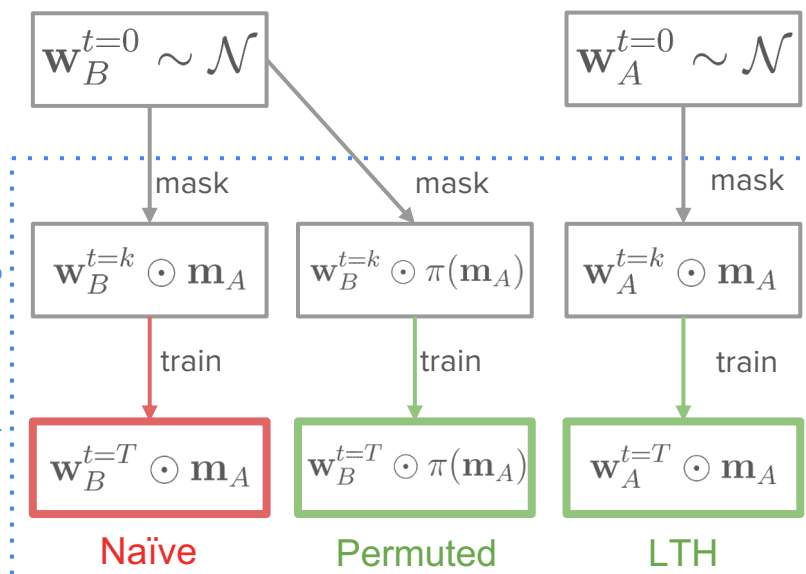 w_B^{t=0} ∼ 𝒩 w_A^{t=0} ∼ 𝒩
mask mask mask
w_B^{t=k} ⊙ m_A w_B^{t=k} ⊙ π(m_A) w_A^{t=k} ⊙ m_A
train train train
w_B^{t=T} ⊙ m_A w_B^{t=T} ⊙ π(m_A) w_A^{t=T} ⊙ m_A
Naïve Permuted LTH